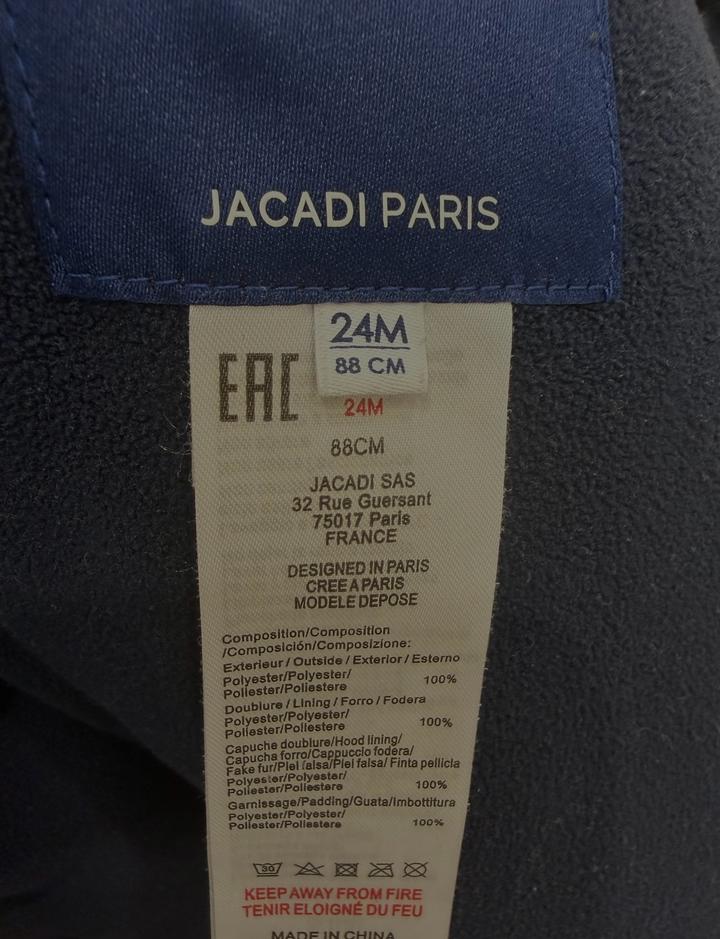 JACADI PARIS
24M
88 CM
EAC
24M
88CM
JACADI SAS
32 Rue Guersant
75017 Paris
FRANCE
DESIGNED IN PARIS
CREE A PARIS
MODELE DEPOSE
Composition/Composition
/Composición/Composizione:
Exterieur / Outside / Exterior / Esterno
Polyester/Polyester/
Poliester/Poliestere 100%
Doublure / Lining / Forro / Fodera
Polyester/Polyester/
Poliester/Poliestere 100%
Capuche doublure/Hood lining/
Capucha forro/Cappuccio fodera/
Fake fur/Piel falsa/Piel falsa/ Finta pellicia
Polyester/Polyester/
Poliester/Poliestere 100%
Garnissage/Padding/Guata/Imbottitura
Polyester/Polyester/
Poliester/Poliestere 100%
30
KEEP AWAY FROM FIRE
TENIR ELOIGNÉ DU FEU
MADE IN CHINA